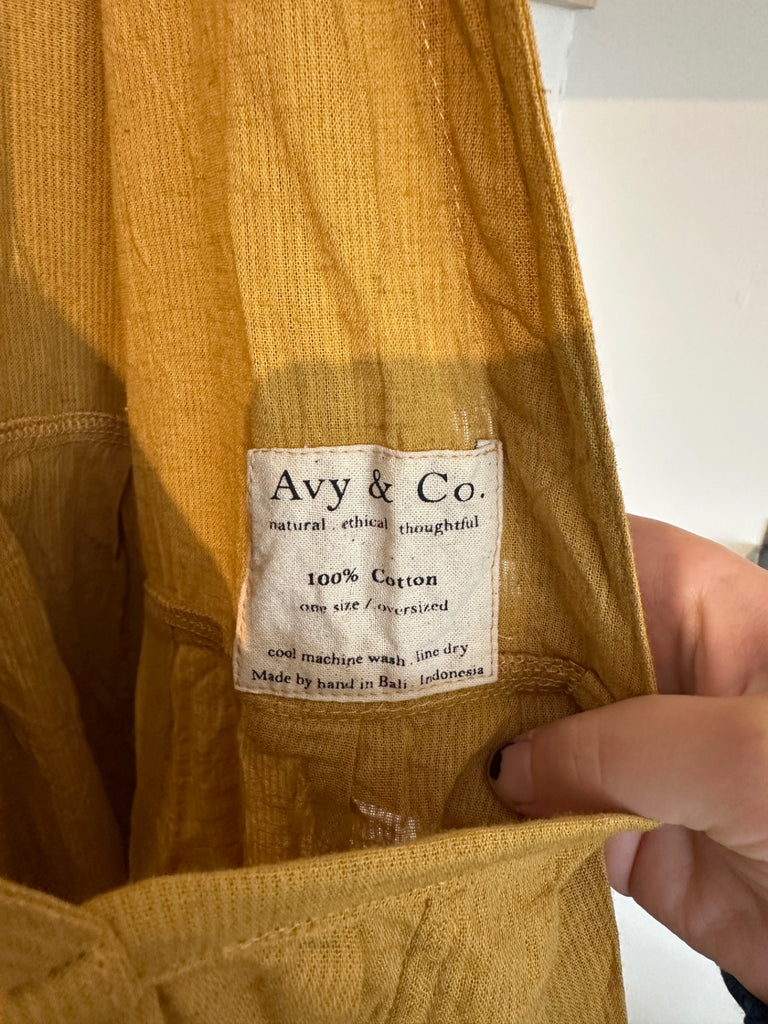 Avy & Co.
natural . ethical thoughtful
100% Cotton
one size / oversized
cool machine wash . line dry
Made by hand in Bali . Indonesia